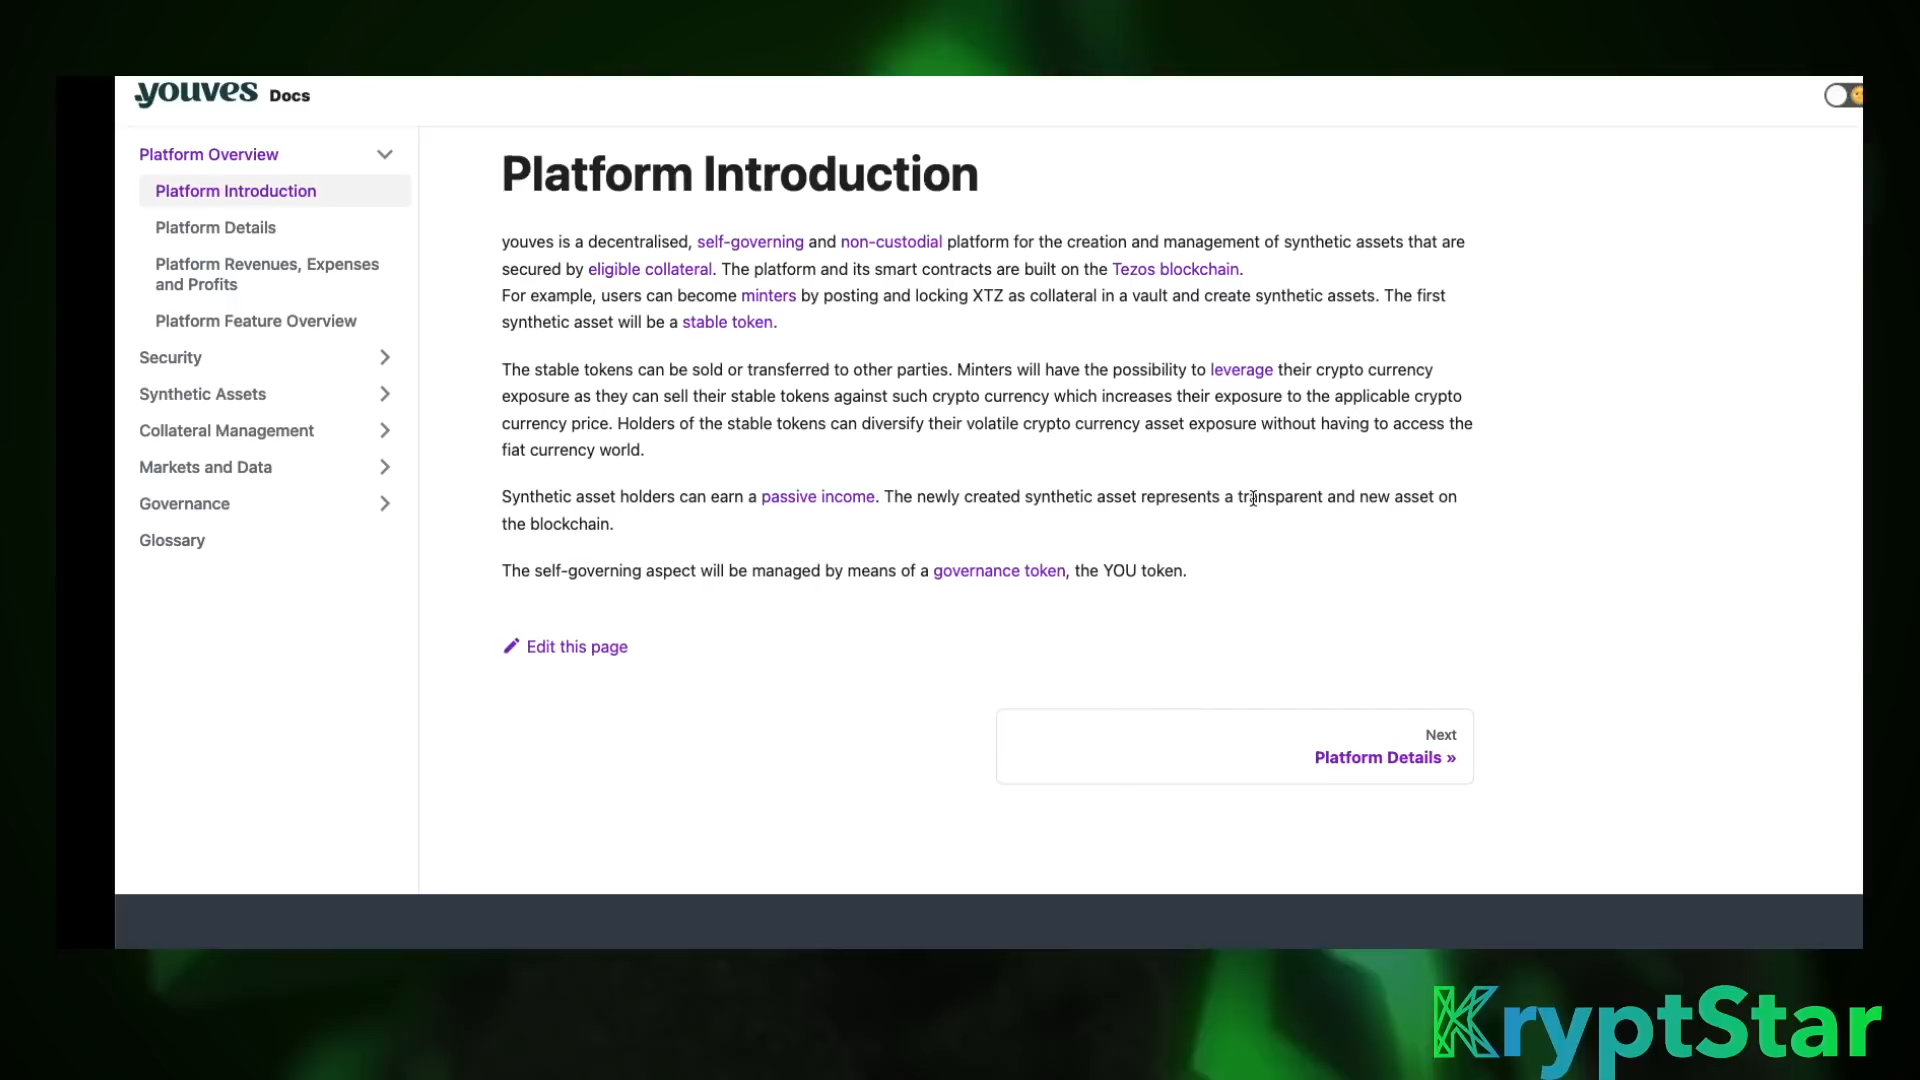 youves Docs
Platform Overview
Platform Introduction
Platform Details
Platform Revenues, Expenses
and Profits
Platform Feature Overview
Security
Synthetic Assets
Collateral Management
Markets and Data
Governance
Glossary
Platform Introduction
youves is a decentralised, self-governing and non-custodial platform for the creation and management of synthetic assets that are
secured by eligible collateral. The platform and its smart contracts are built on the Tezos blockchain.
For example, users can become minters by posting and locking XTZ as collateral in a vault and create synthetic assets. The first
synthetic asset will be a stable token.
The stable tokens can be sold or transferred to other parties. Minters will have the possibility to leverage their crypto currency
exposure as they can sell their stable tokens against such crypto currency which increases their exposure to the applicable crypto
currency price. Holders of the stable tokens can diversify their volatile crypto currency asset exposure without having to access the
fiat currency world.
Synthetic asset holders can earn a passive income. The newly created synthetic asset represents a transparent and new asset on
the blockchain.
The self-governing aspect will be managed by means of a governance token, the YOU token.
Edit this page
Next
Platform Details »
KryptStar